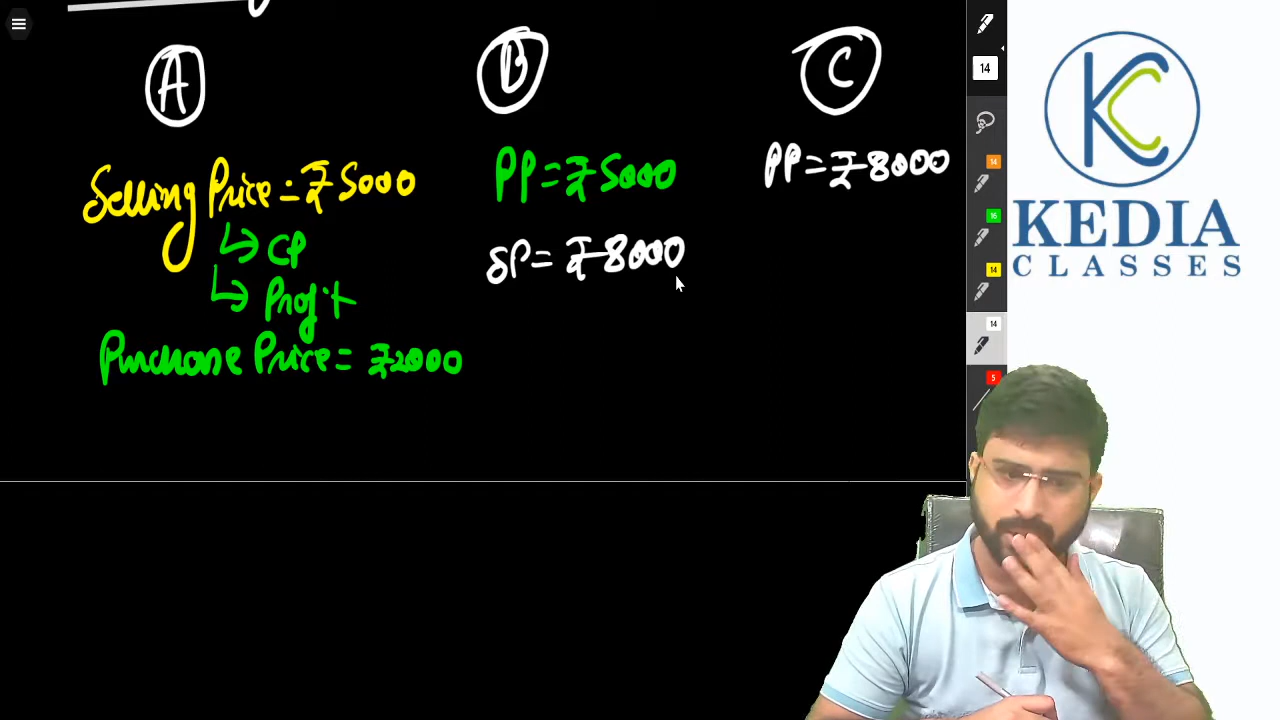 A
B
C
Selling Price = ₹5000
↳ CP
↳ Profit
Purchase Price = ₹2000
PP = ₹5000
SP = ₹8000
PP = ₹8000
14
14
16
14
14
5
KC
KEDIA
CLASSES